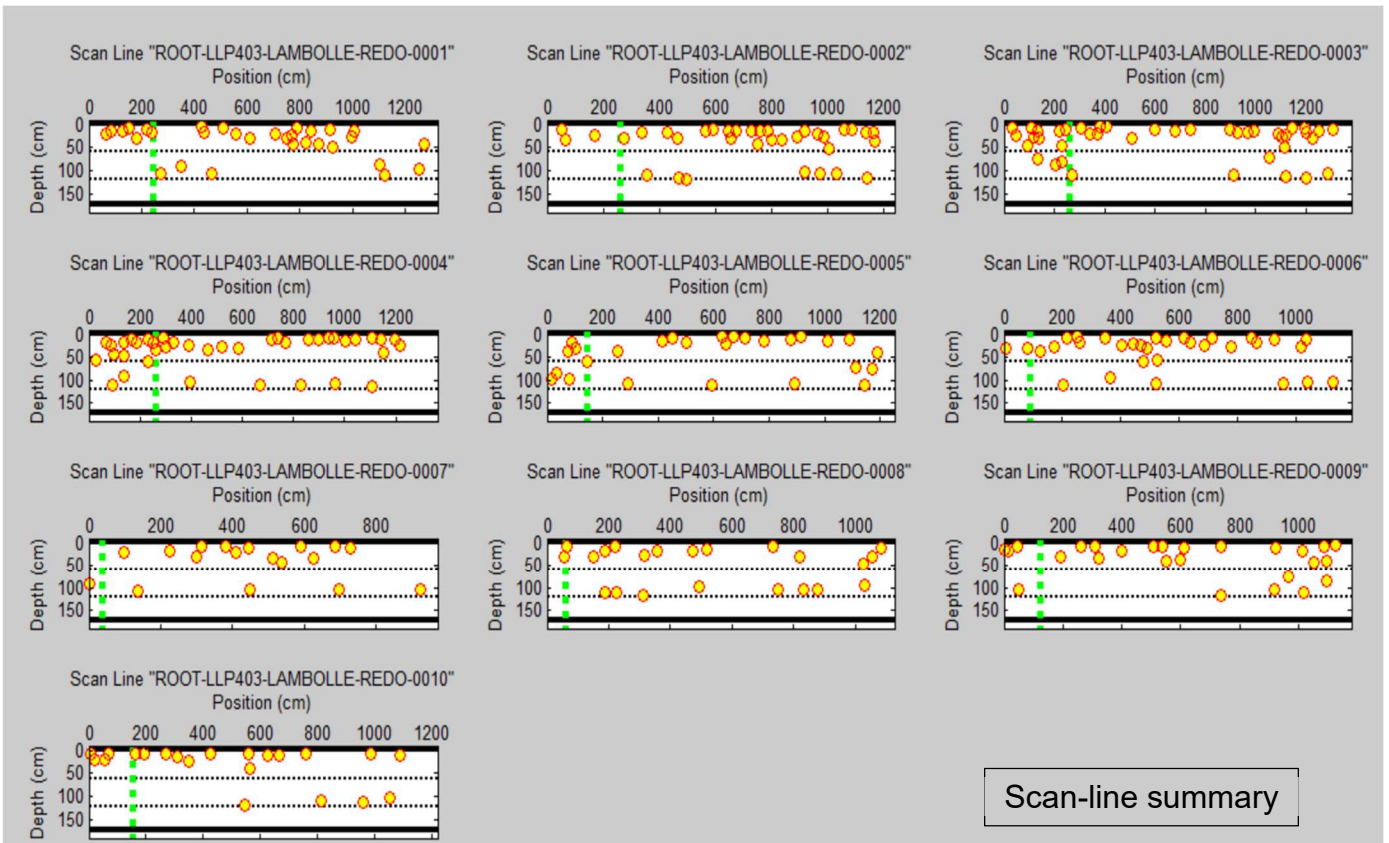 Scan Line "ROOT-LLP403-LAMBOLLE-REDO-0001"
Position (cm)
0 200 400 600 800 1000 1200
Depth (cm)
0
50
100
150
Scan Line "ROOT-LLP403-LAMBOLLE-REDO-0002"
Position (cm)
0 200 400 600 800 1000 1200
Depth (cm)
0
50
100
150
Scan Line "ROOT-LLP403-LAMBOLLE-REDO-0003"
Position (cm)
0 200 400 600 800 1000 1200
Depth (cm)
0
50
100
150
Scan Line "ROOT-LLP403-LAMBOLLE-REDO-0004"
Position (cm)
0 200 400 600 800 1000 1200
Depth (cm)
0
50
100
150
Scan Line "ROOT-LLP403-LAMBOLLE-REDO-0005"
Position (cm)
0 200 400 600 800 1000 1200
Depth (cm)
0
50
100
150
Scan Line "ROOT-LLP403-LAMBOLLE-REDO-0006"
Position (cm)
0 200 400 600 800 1000
Depth (cm)
0
50
100
150
Scan Line "ROOT-LLP403-LAMBOLLE-REDO-0007"
Position (cm)
0 200 400 600 800
Depth (cm)
0
50
100
150
Scan Line "ROOT-LLP403-LAMBOLLE-REDO-0008"
Position (cm)
0 200 400 600 800 1000
Depth (cm)
0
50
100
150
Scan Line "ROOT-LLP403-LAMBOLLE-REDO-0009"
Position (cm)
0 200 400 600 800 1000
Depth (cm)
0
50
100
150
Scan Line "ROOT-LLP403-LAMBOLLE-REDO-0010"
Position (cm)
0 200 400 600 800 1000 1200
Depth (cm)
0
50
100
150
Scan-line summary